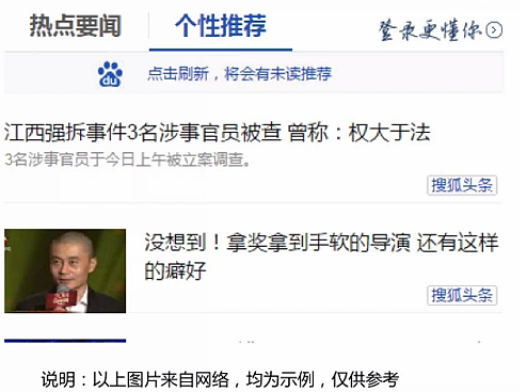 热点要闻
个性推荐
登录更懂你
du
点击刷新，将会有未读推荐
江西强拆事件3名涉事官员被查 曾称：权大于法
3名涉事官员于今日上午被立案调查。
搜狐头条
没想到！拿奖拿到手软的导演 还有这样
的癖好
搜狐头条
说明：以上图片来自网络，均为示例，仅供参考